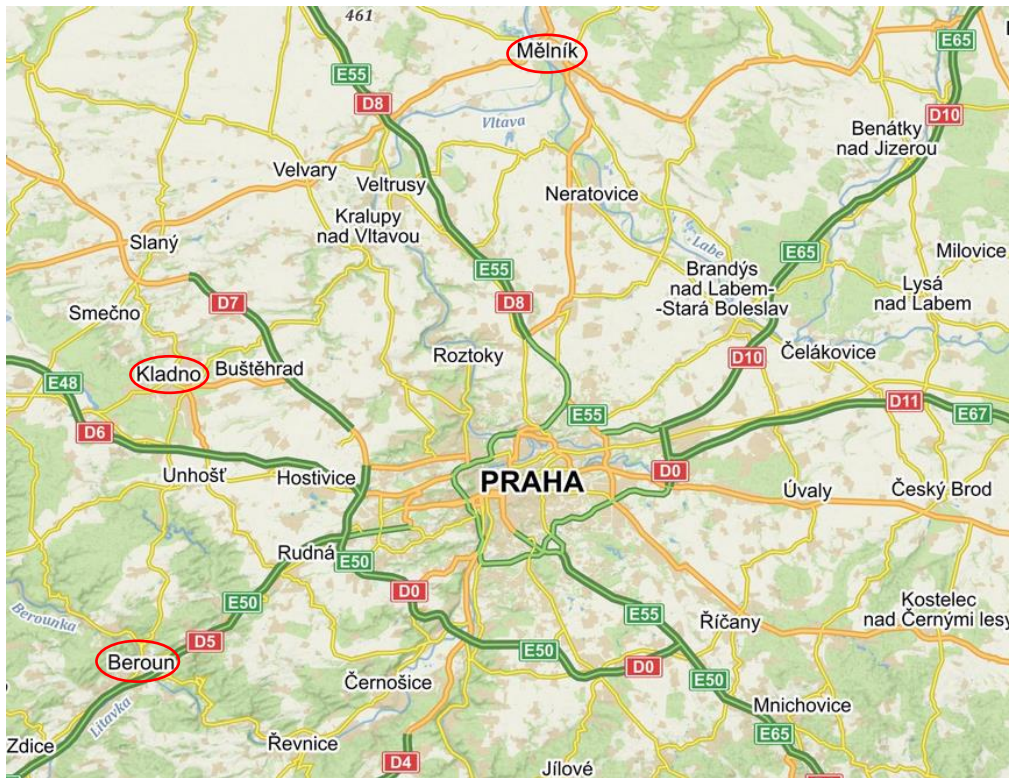 461
Mělník
E65
E55
D8
D10
Vltava
Benátky
nad Jizerou
Velvary
Veltrusy
Neratovice
Kralupy
nad Vltavou
Slaný
Labe
E65
Milovice
E55
Brandýs
nad Labem-
-Stará Boleslav
Lysá
nad Labem
D7
D8
Smečno
Roztoky
D10
Čelákovice
Kladno
Buštěhrad
E48
D11
E55
E67
D6
Unhošť
Hostivice
PRAHA
D0
Úvaly
Český Brod
Rudná
E50
D0
E50
Berounka
E55
Kostelec
nad Černými lesy
Říčany
D5
E50
Beroun
D0
Černošice
E50
Litavka
Mnichovice
Zdice
Řevnice
E65
D4
Jílové